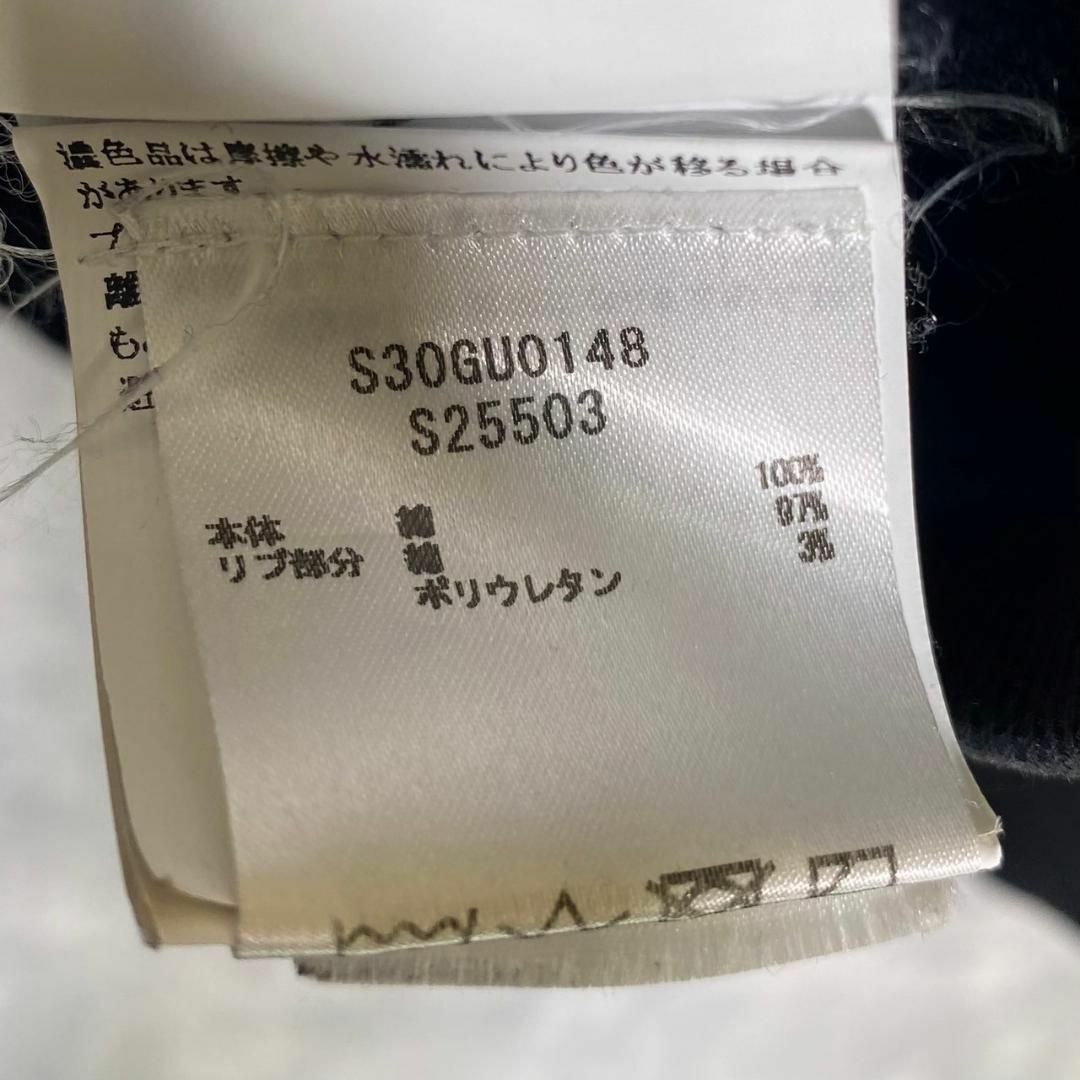 濃色品は摩擦や水濡れにより色が移る場合
があります
離
も
S30GU0148
S25503
本体 綿 100%
リブ部分 綿 97%
ポリウレタン 3%